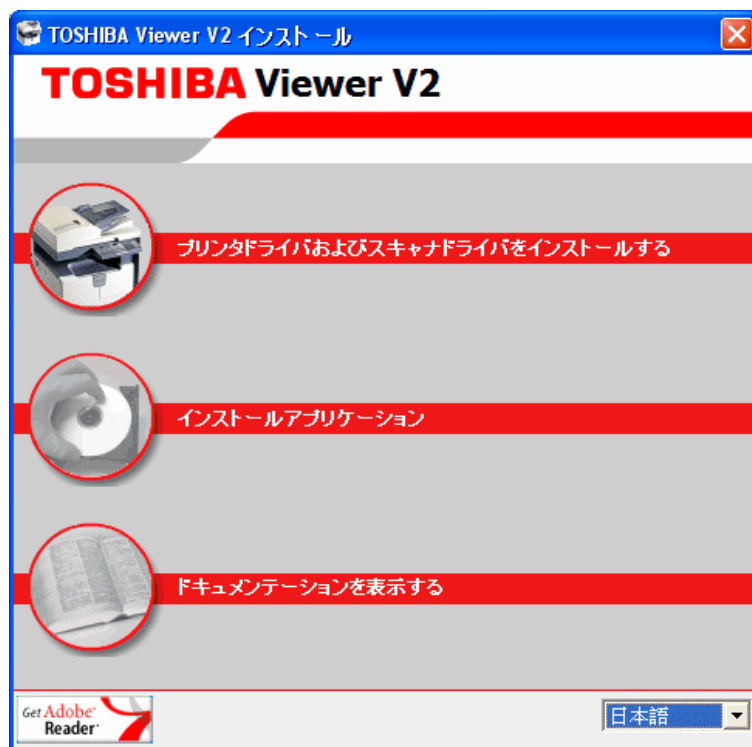 TOSHIBA Viewer V2 インストール
TOSHIBA Viewer V2
プリンタドライバおよびスキャナドライバをインストールする
インストールアプリケーション
ドキュメンテーションを表示する
Get Adobe®
Reader®
日本語